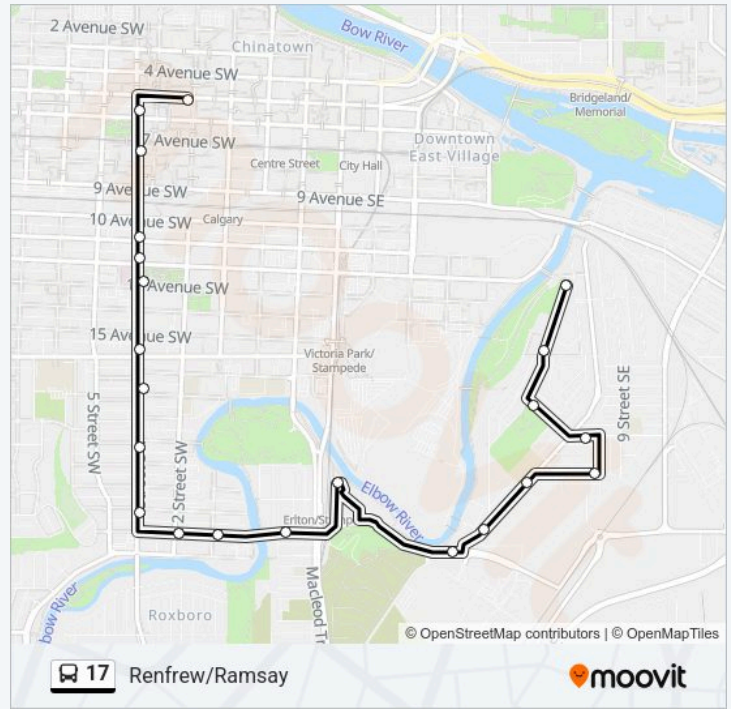 2 Avenue SW
Bow River
Chinatown
4 Avenue SW
Bridgeland/
Memorial
7 Avenue SW
Downtown
East Village
Centre Street
City Hall
9 Avenue SW
9 Avenue SE
10 Avenue SW
Calgary
Avenue SW
15 Avenue SW
Victoria Park/
Stampede
5 Street SW
9 Street SE
2 Street SW
Elbow River
Macleod Tr
bow River
Roxboro
© OpenStreetMap contributors | © OpenMapTiles
17 Renfrew/Ramsay
moovit